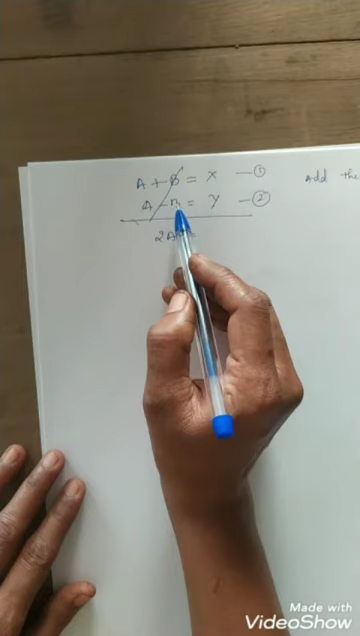 A + B = X — ①
Add the
A - B = Y — ②
2A
Made with
VideoShow